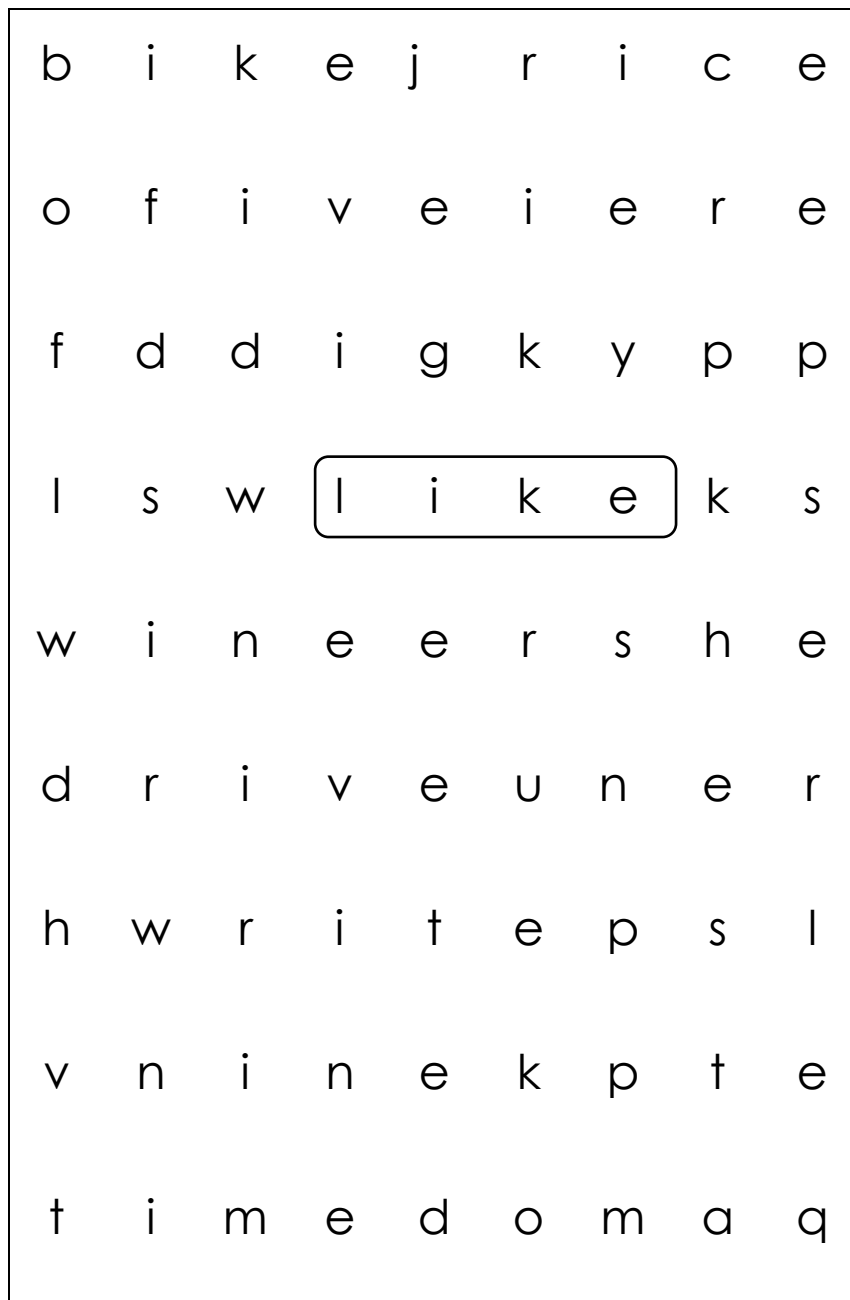 b i k e j r i c e
o f i v e i e r e
f d d i g k y p p
l s w l i k e k s
w i n e e r s h e
d r i v e u n e r
h w r i t e p s l
v n i n e k p t e
t i m e d o m a q